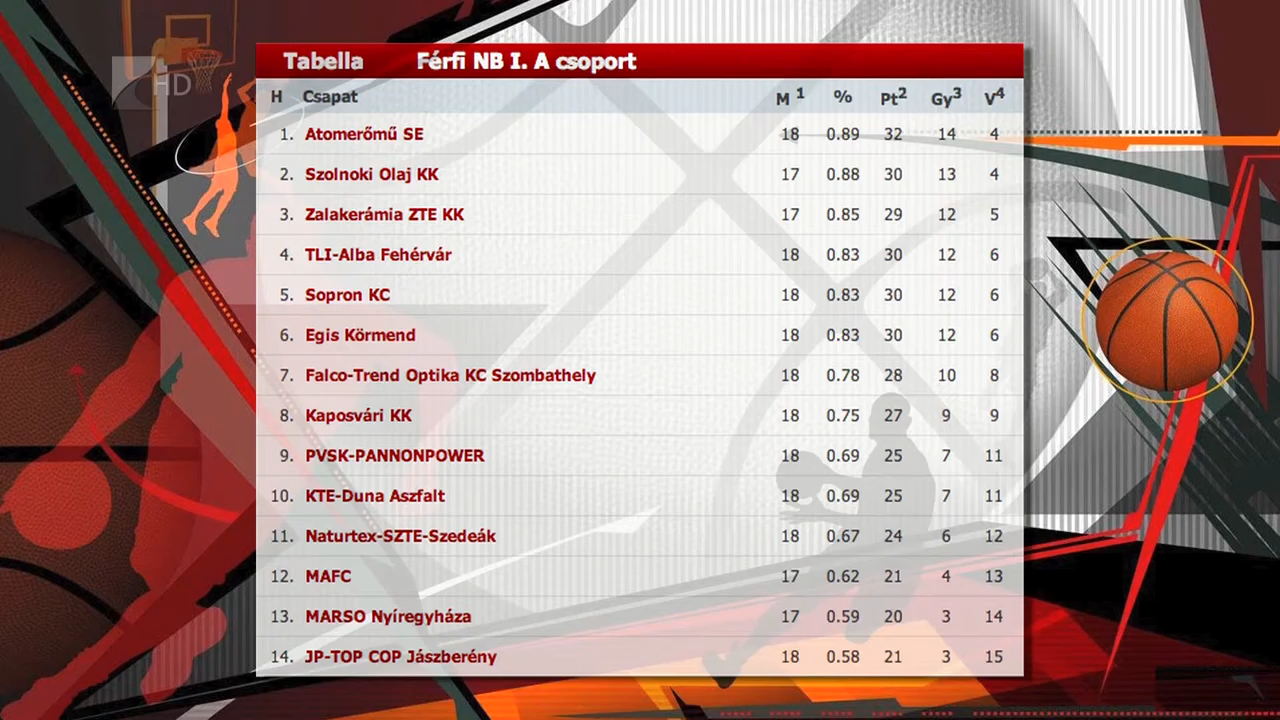 HD
Tabella Férfi NB I. A csoport
H Csapat M 1 % Pt2 Gy3 V4
1. Atomerőmű SE 18 0.89 32 14 4
2. Szolnoki Olaj KK 17 0.88 30 13 4
3. Zalakerámia ZTE KK 17 0.85 29 12 5
4. TLI-Alba Fehérvár 18 0.83 30 12 6
5. Sopron KC 18 0.83 30 12 6
6. Egis Körmend 18 0.83 30 12 6
7. Falco-Trend Optika KC Szombathely 18 0.78 28 10 8
8. Kaposvári KK 18 0.75 27 9 9
9. PVSK-PANNONPOWER 18 0.69 25 7 11
10. KTE-Duna Aszfalt 18 0.69 25 7 11
11. Naturtex-SZTE-Szedeák 18 0.67 24 6 12
12. MAFC 17 0.62 21 4 13
13. MARSO Nyíregyháza 17 0.59 20 3 14
14. JP-TOP COP Jászberény 18 0.58 21 3 15